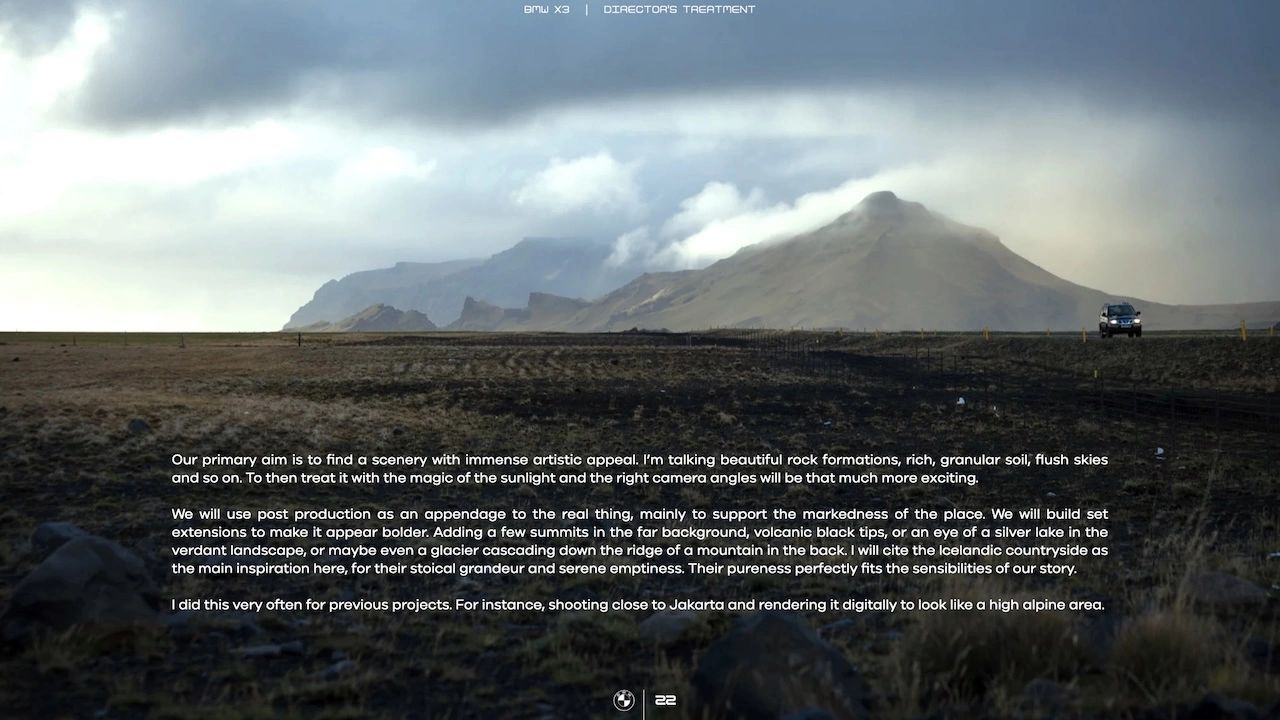 BMW X3 | DIRECTOR'S TREATMENT
Our primary aim is to find a scenery with immense artistic appeal. I'm talking beautiful rock formations, rich, granular soil, flush skies
and so on. To then treat it with the magic of the sunlight and the right camera angles will be that much more exciting.
We will use post production as an appendage to the real thing, mainly to support the markedness of the place. We will build set
extensions to make it appear bolder. Adding a few summits in the far background, volcanic black tips, or an eye of a silver lake in the
verdant landscape, or maybe even a glacier cascading down the ridge of a mountain in the back. I will cite the Icelandic countryside as
the main inspiration here, for their stoical grandeur and serene emptiness. Their pureness perfectly fits the sensibilities of our story.
I did this very often for previous projects. For instance, shooting close to Jakarta and rendering it digitally to look like a high alpine area.
22